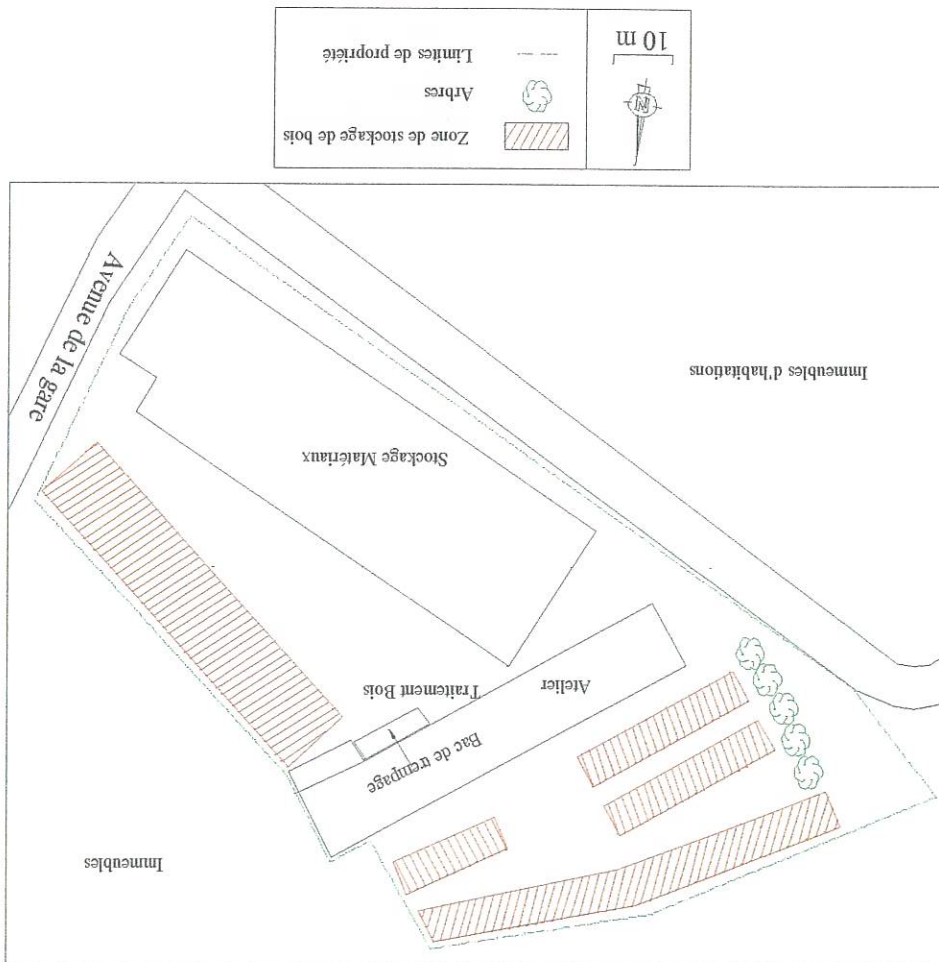 Immeubles
Bac de trempage
Traitement Bois
Atelier
Stockage Matériaux
Immeubles d'habitations
Avenue de la gare
N
10 m
Zone de stockage de bois
Arbres
Limites de propriété